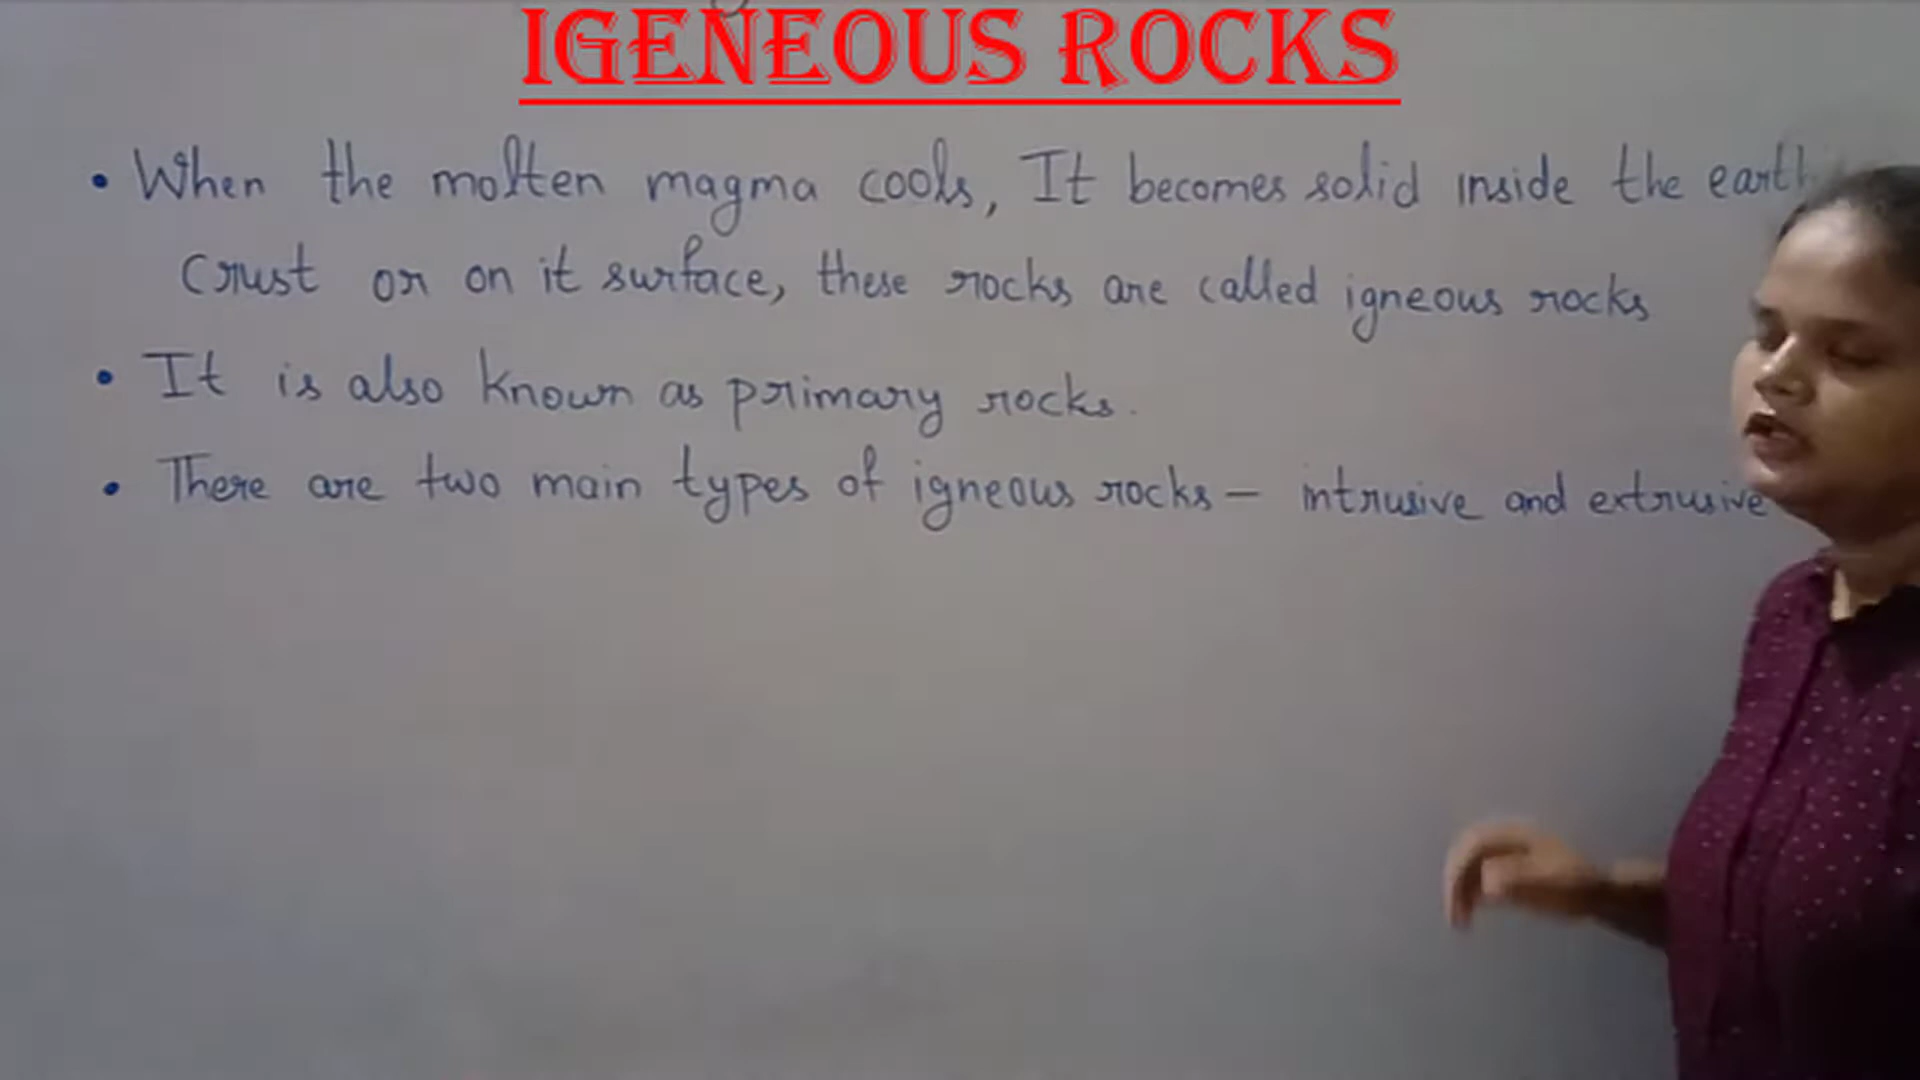 IGENEOUS ROCKS
• When the molten magma cools, It becomes solid inside the earth
Crust or on it surface, these rocks are called igneous rocks
• It is also known as primary rocks.
• There are two main types of igneous rocks – intrusive and extrusive